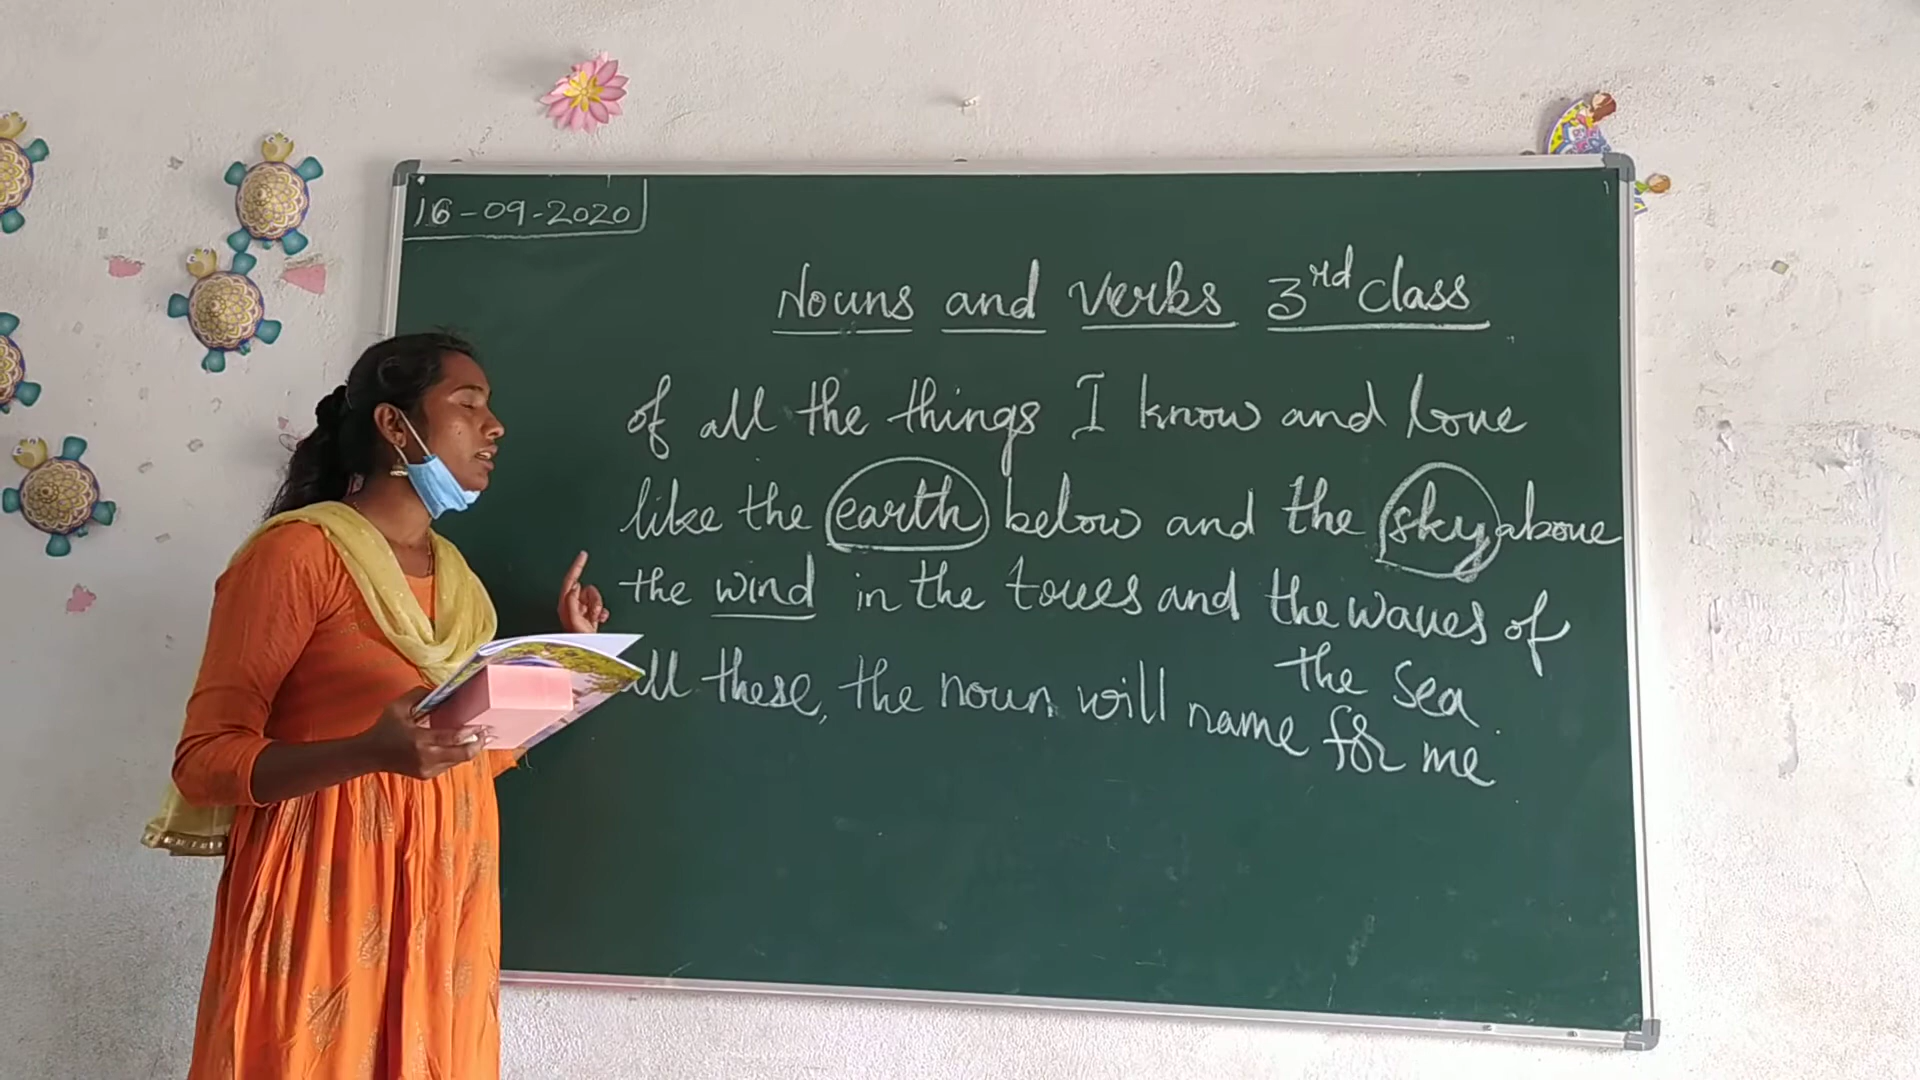 16-09-2020
Nouns and Verbs 3rd class
of all the things I know and love
like the earth below and the sky above
the wind in the trees and the waves of
the sea
all these, the noun will name for me